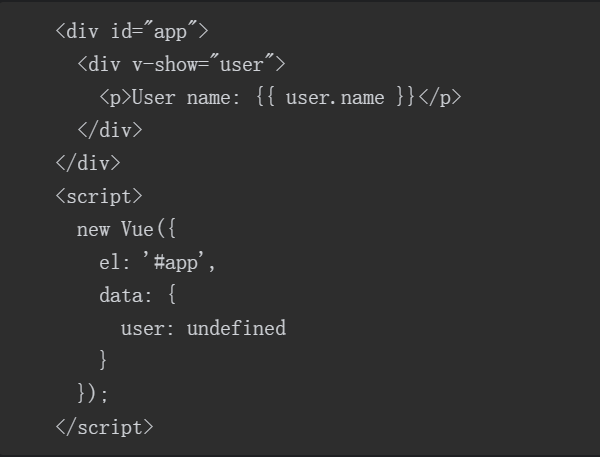 <div id="app">
  <div v-show="user">
    <p>User name: {{ user.name }}</p>
  </div>
</div>
<script>
  new Vue({
    el: '#app',
    data: {
      user: undefined
    }
  });
</script>